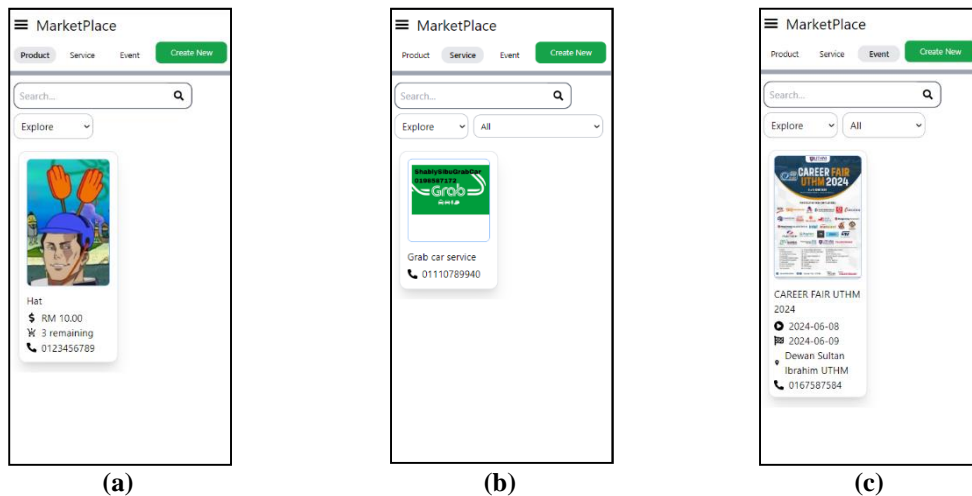 MarketPlace
Product Service Event Create New
Search...
Explore
Hat
RM 10.00
3 remaining
0123456789
(a)
MarketPlace
Product Service Event Create New
Search...
Explore All
ShablySibuGrabCar
0196587172
Grab
Grab car service
01110789940
(b)
MarketPlace
Product Service Event Create New
Search...
Explore All
UTHM
CAREER FAIR
UTHM 2024
CAREER FAIR UTHM
2024
2024-06-08
2024-06-09
Dewan Sultan
Ibrahim UTHM
0167587584
(c)